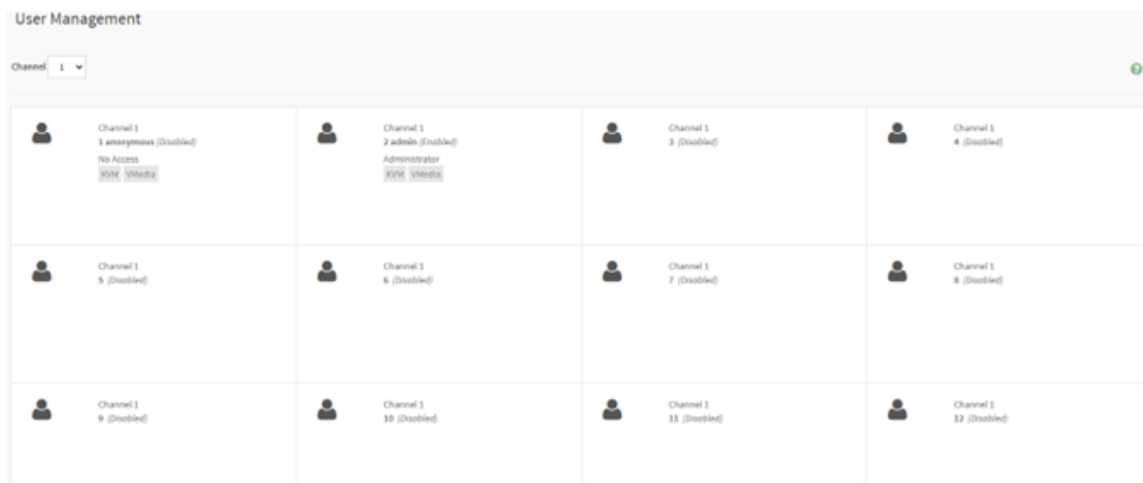 User Management
Channel 1
Channel 1
1 anonymous (Disabled)
No Access
KVM VMedia
Channel 1
2 admin (Enabled)
Administrator
KVM VMedia
Channel 1
3 (Disabled)
Channel 1
4 (Disabled)
Channel 1
5 (Disabled)
Channel 1
6 (Disabled)
Channel 1
7 (Disabled)
Channel 1
8 (Disabled)
Channel 1
9 (Disabled)
Channel 1
10 (Disabled)
Channel 1
11 (Disabled)
Channel 1
12 (Disabled)